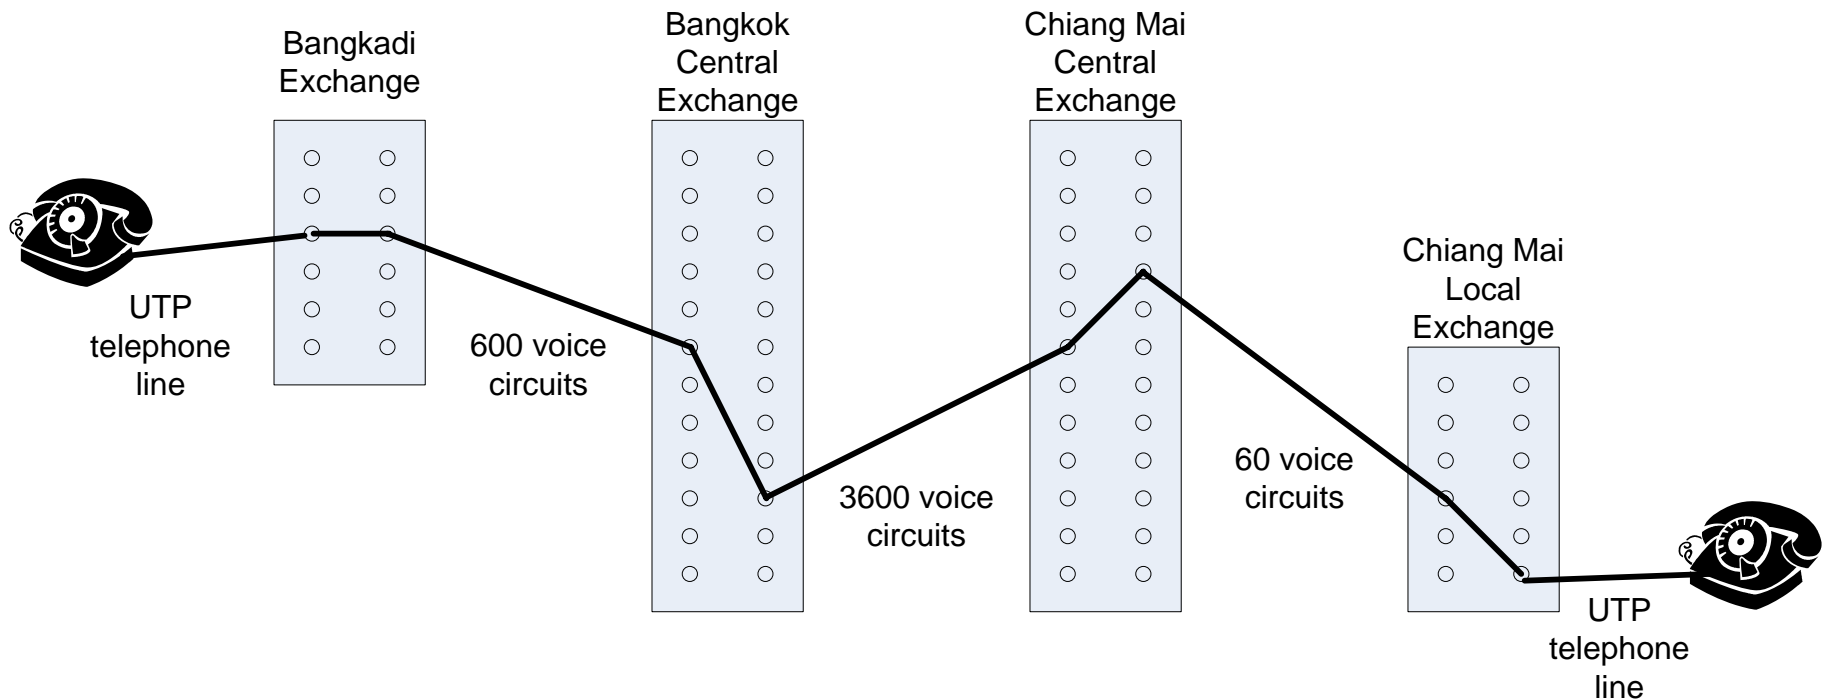 Bangkadi
Exchange
Bangkok
Central
Exchange
Chiang Mai
Central
Exchange
Chiang Mai
Local
Exchange
UTP
telephone
line
600 voice
circuits
3600 voice
circuits
60 voice
circuits
UTP
telephone
line